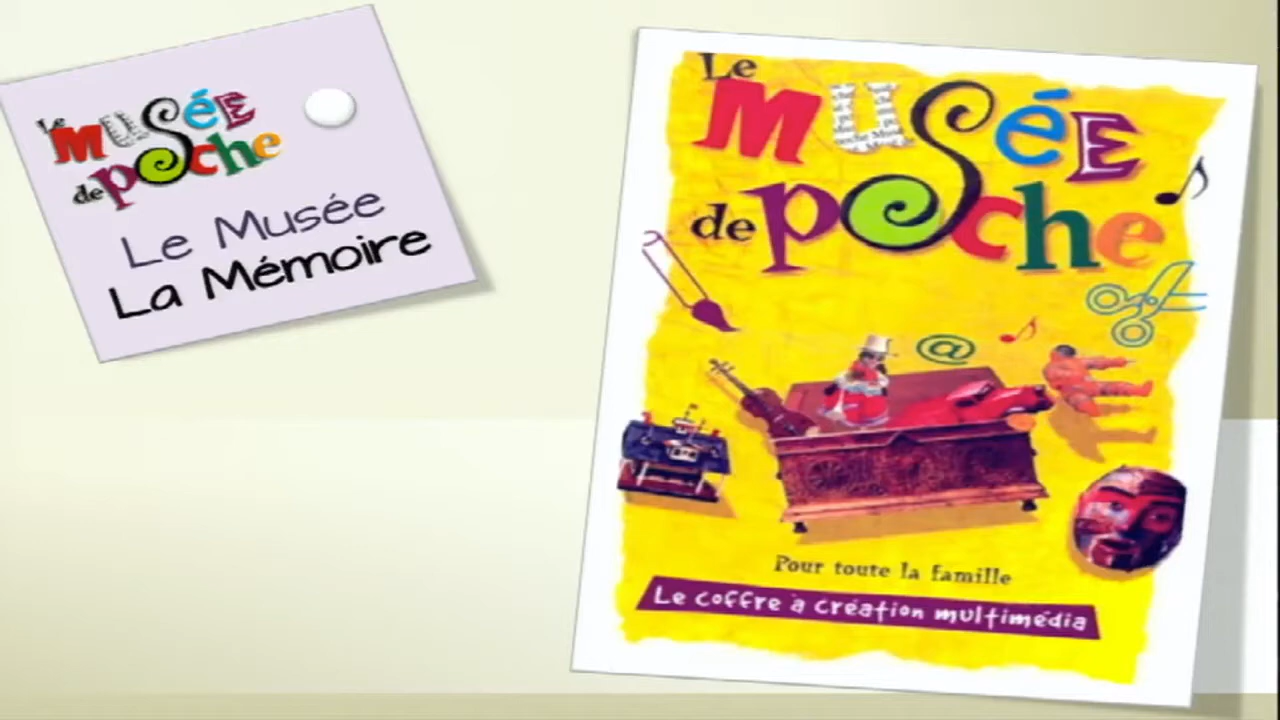 Le
MUSÉE
de poche
Le Musée
La Mémoire
Le
MUSÉE
de poche
@
Pour toute la famille
Le coffre à création multimédia